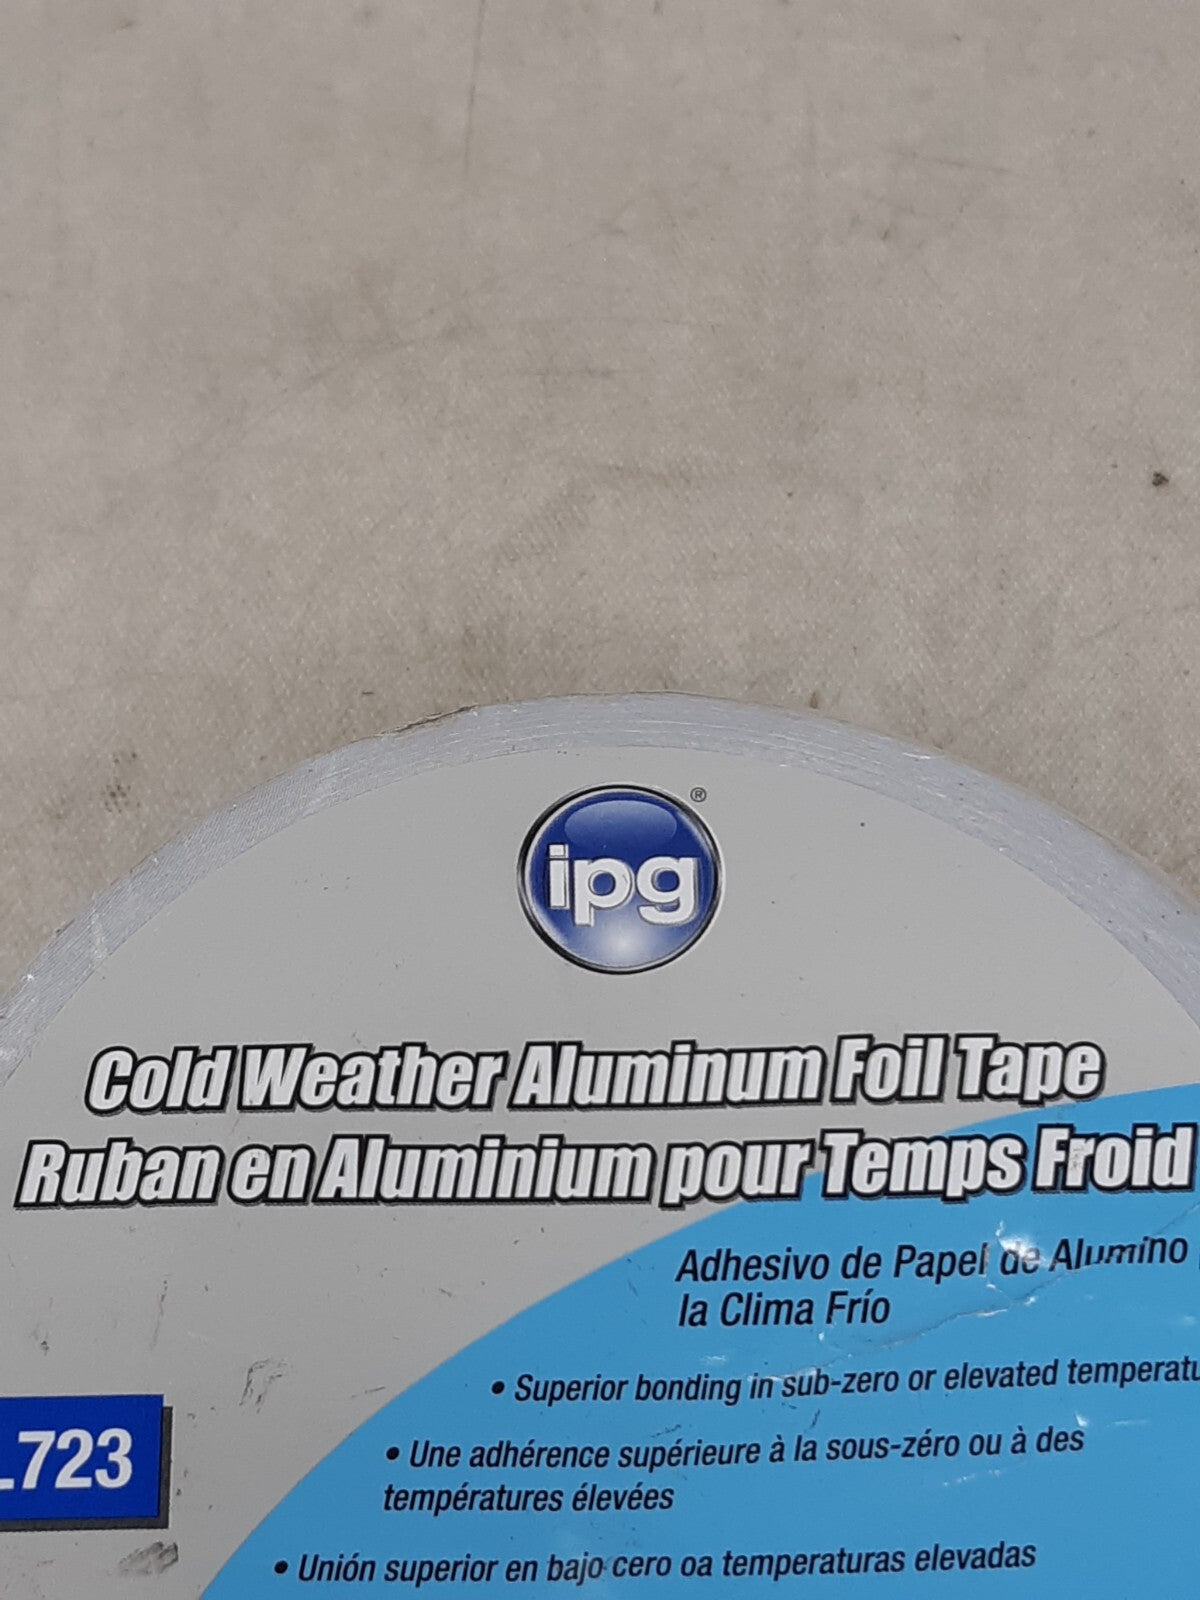 ipg®
Cold Weather Aluminum Foil Tape
Ruban en Aluminium pour Temps Froid
Adhesivo de Papel de Alumino
la Clima Frío
• Superior bonding in sub-zero or elevated temperatu
• Une adhérence supérieure à la sous-zéro ou à des
températures élevées
.723
• Unión superior en bajo cero oa temperaturas elevadas